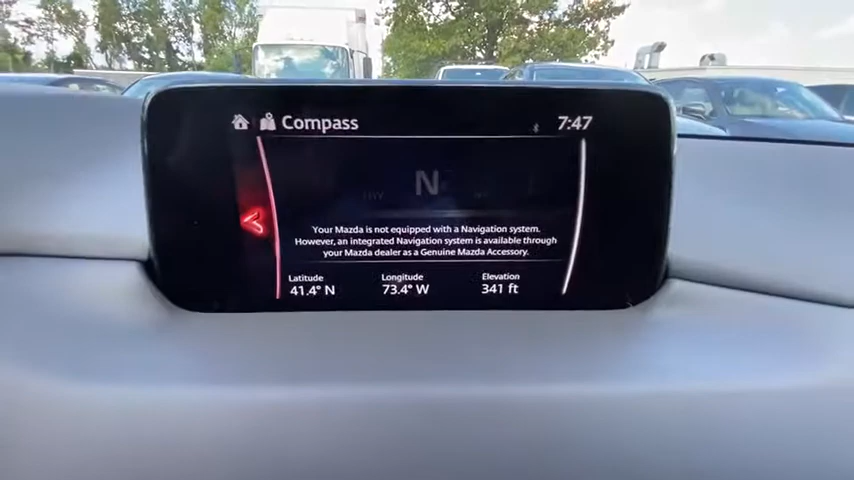 Compass 7:47
N
Your Mazda is not equipped with a Navigation system.
However, an integrated Navigation system is available through
your Mazda dealer as a Genuine Mazda Accessory.
Latitude Longitude Elevation
41.4° N 73.4° W 341 ft